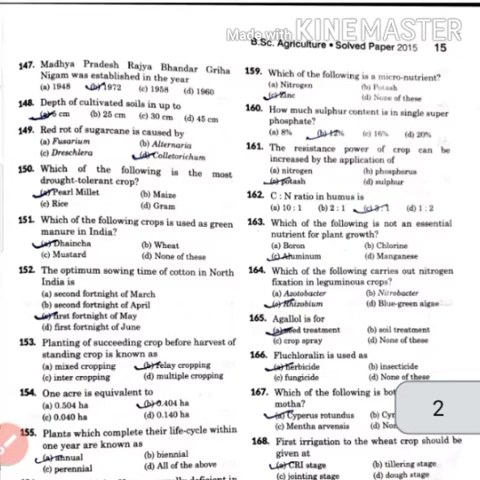 Made with KINEMASTER
B.Sc. Agriculture • Solved Paper 2015 15
147. Madhya Pradesh Rajya Bhandar Griha
Nigam was established in the year
(a) 1948 (b) 1972 (c) 1958 (d) 1960
148. Depth of cultivated soils in up to
cm (b) 25 cm (c) 30 cm (d) 45 cm
149. Red rot of sugarcane is caused by
(a) Fusarium (b) Alternaria
(c) Dreschlera (d) Colletorichum
150. Which of the following is the most
drought-tolerant crop?
(a) Pearl Millet (b) Maize
(c) Rice (d) Gram
151. Which of the following crops is used as green
manure in India?
(a) Dhaincha (b) Wheat
(c) Mustard (d) None of these
152. The optimum sowing time of cotton in North
India is
(a) second fortnight of March
(b) second fortnight of April
(c) first fortnight of May
(d) first fortnight of June
153. Planting of succeeding crop before harvest of
standing crop is known as
(a) mixed cropping (b) relay cropping
(c) inter cropping (d) multiple cropping
154. One acre is equivalent to
(a) 0.504 ha (b) 0.404 ha
(c) 0.040 ha (d) 0.140 ha
155. Plants which complete their life-cycle within
one year are known as
(a) annual (b) biennial
(c) perennial (d) All of the above
159. Which of the following is a micro-nutrient?
(a) Nitrogen (b) Potash
(c) Zinc (d) None of these
160. How much sulphur content is in single super
phosphate?
(a) 8% (b) 12% (c) 16% (d) 20%
161. The resistance power of crop can be
increased by the application of
(a) nitrogen (b) phosphorus
(c) potash (d) sulphur
162. C : N ratio in humus is
(a) 10 : 1 (b) 2 : 1 (c) : 1 (d) 1 : 2
163. Which of the following is not an essential
nutrient for plant growth?
(a) Boron (b) Chlorine
(c) Aluminum (d) Manganese
164. Which of the following carries out nitrogen
fixation in leguminous crops?
(a) Azotobacter (b) Nitrobacter
(c) Rhizobium (d) Blue-green algae
165. Agallol is for
(a) seed treatment (b) soil treatment
(c) crop spray (d) None of these
166. Fluchloralin is used as
(a) herbicide (b) insecticide
(c) fungicide (d) None of these
167. Which of the following is
motha?
(a) Cyperus rotundus (b)
(c) Mentha arvensis (d)
168. First irrigation to the wheat crop should be
given at
(a) CRI stage (b) tillering stage
(c) jointing stage (d) dough stage
2